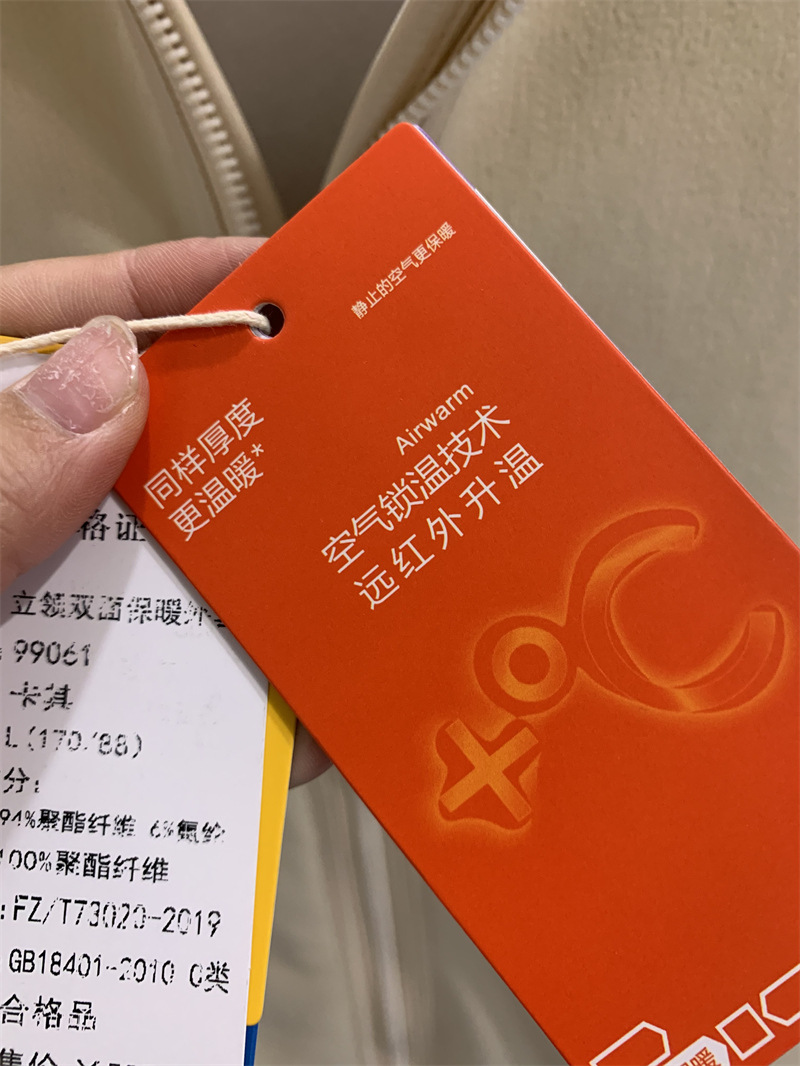 静止的空气更保暖
同样厚度
更温暖*
Airwarm
空气锁温技术
远红外升温
+°C
格证
立领双面保暖外
99061
卡其
L(170/88)
分:
94%聚酯纤维 6%氨纶
100%聚酯纤维
:FZ/T73020-2019
GB18401-2010 C类
合格品
售价
暖